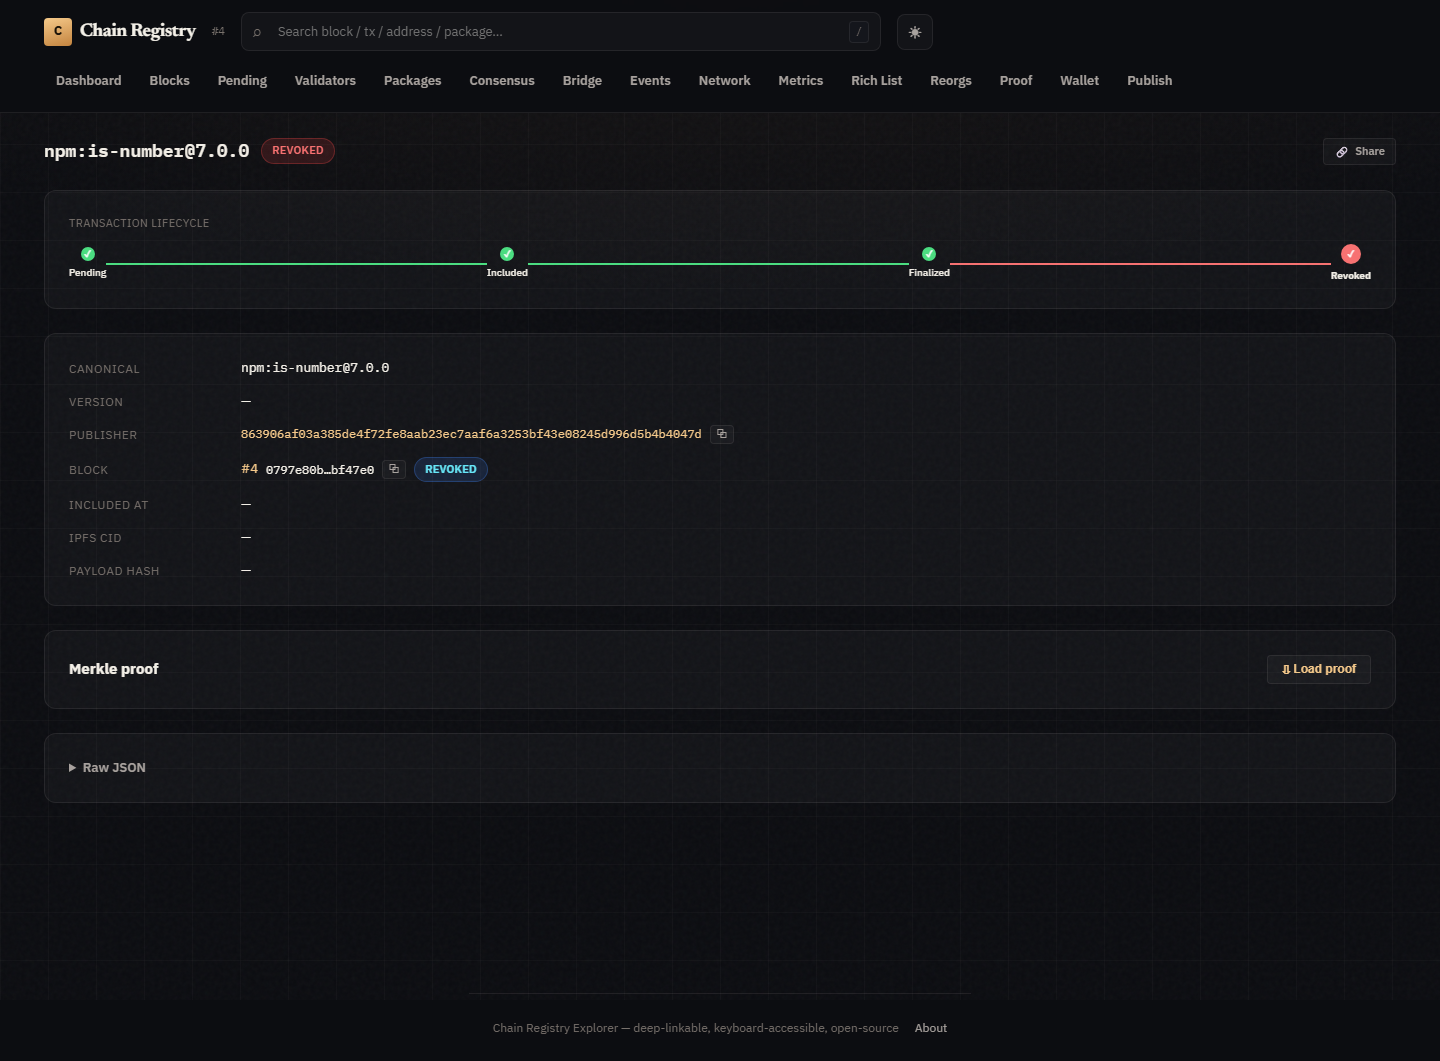 C Chain Registry #4 Search block / tx / address / package... /
Dashboard Blocks Pending Validators Packages Consensus Bridge Events Network Metrics Rich List Reorgs Proof Wallet Publish
npm:is-number@7.0.0 REVOKED Share
TRANSACTION LIFECYCLE
Pending Included Finalized Revoked
CANONICAL npm:is-number@7.0.0
VERSION —
PUBLISHER 863906af03a385de4f72fe8aab23ec7aaf6a3253bf43e08245d996d5b4b4047d
BLOCK #4 0797e80b…bf47e0 REVOKED
INCLUDED AT —
IPFS CID —
PAYLOAD HASH —
Merkle proof ⇩ Load proof
▶ Raw JSON
Chain Registry Explorer — deep-linkable, keyboard-accessible, open-source About